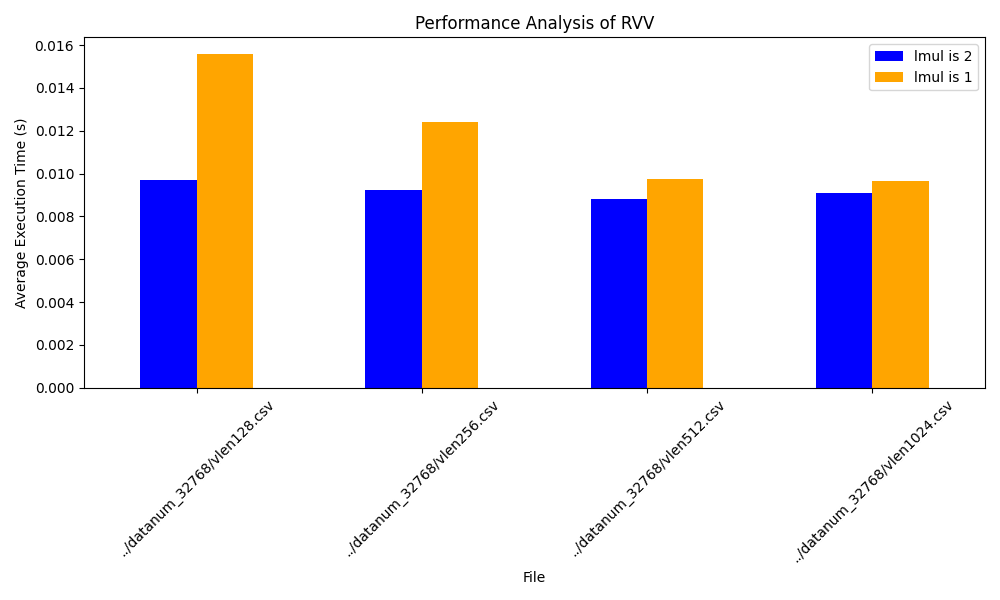 Performance Analysis of RVV
lmul is 2
lmul is 1
Average Execution Time (s)
0.016
0.014
0.012
0.010
0.008
0.006
0.004
0.002
0.000
../datanum_32768/vlen128.csv
../datanum_32768/vlen256.csv
../datanum_32768/vlen512.csv
../datanum_32768/vlen1024.csv
File